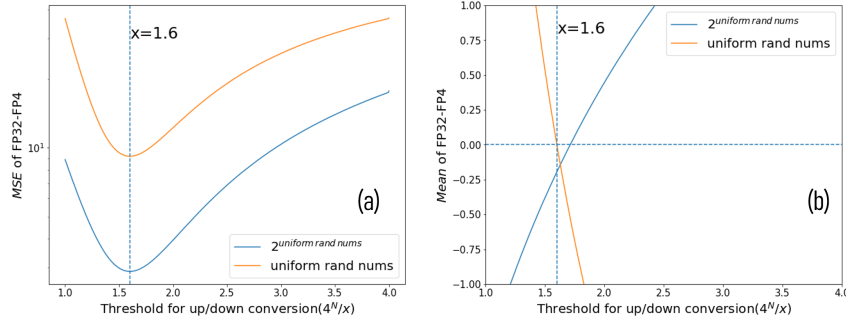 x=1.6
MSE of FP32-FP4
10¹
(a)
2^uniform rand nums
uniform rand nums
1.0 1.5 2.0 2.5 3.0 3.5 4.0
Threshold for up/down conversion(4^N/x)
x=1.6
2^uniform rand nums
uniform rand nums
Mean of FP32-FP4
1.00
0.75
0.50
0.25
0.00
−0.25
−0.50
−0.75
−1.00
(b)
1.0 1.5 2.0 2.5 3.0 3.5 4.0
Threshold for up/down conversion(4^N/x)